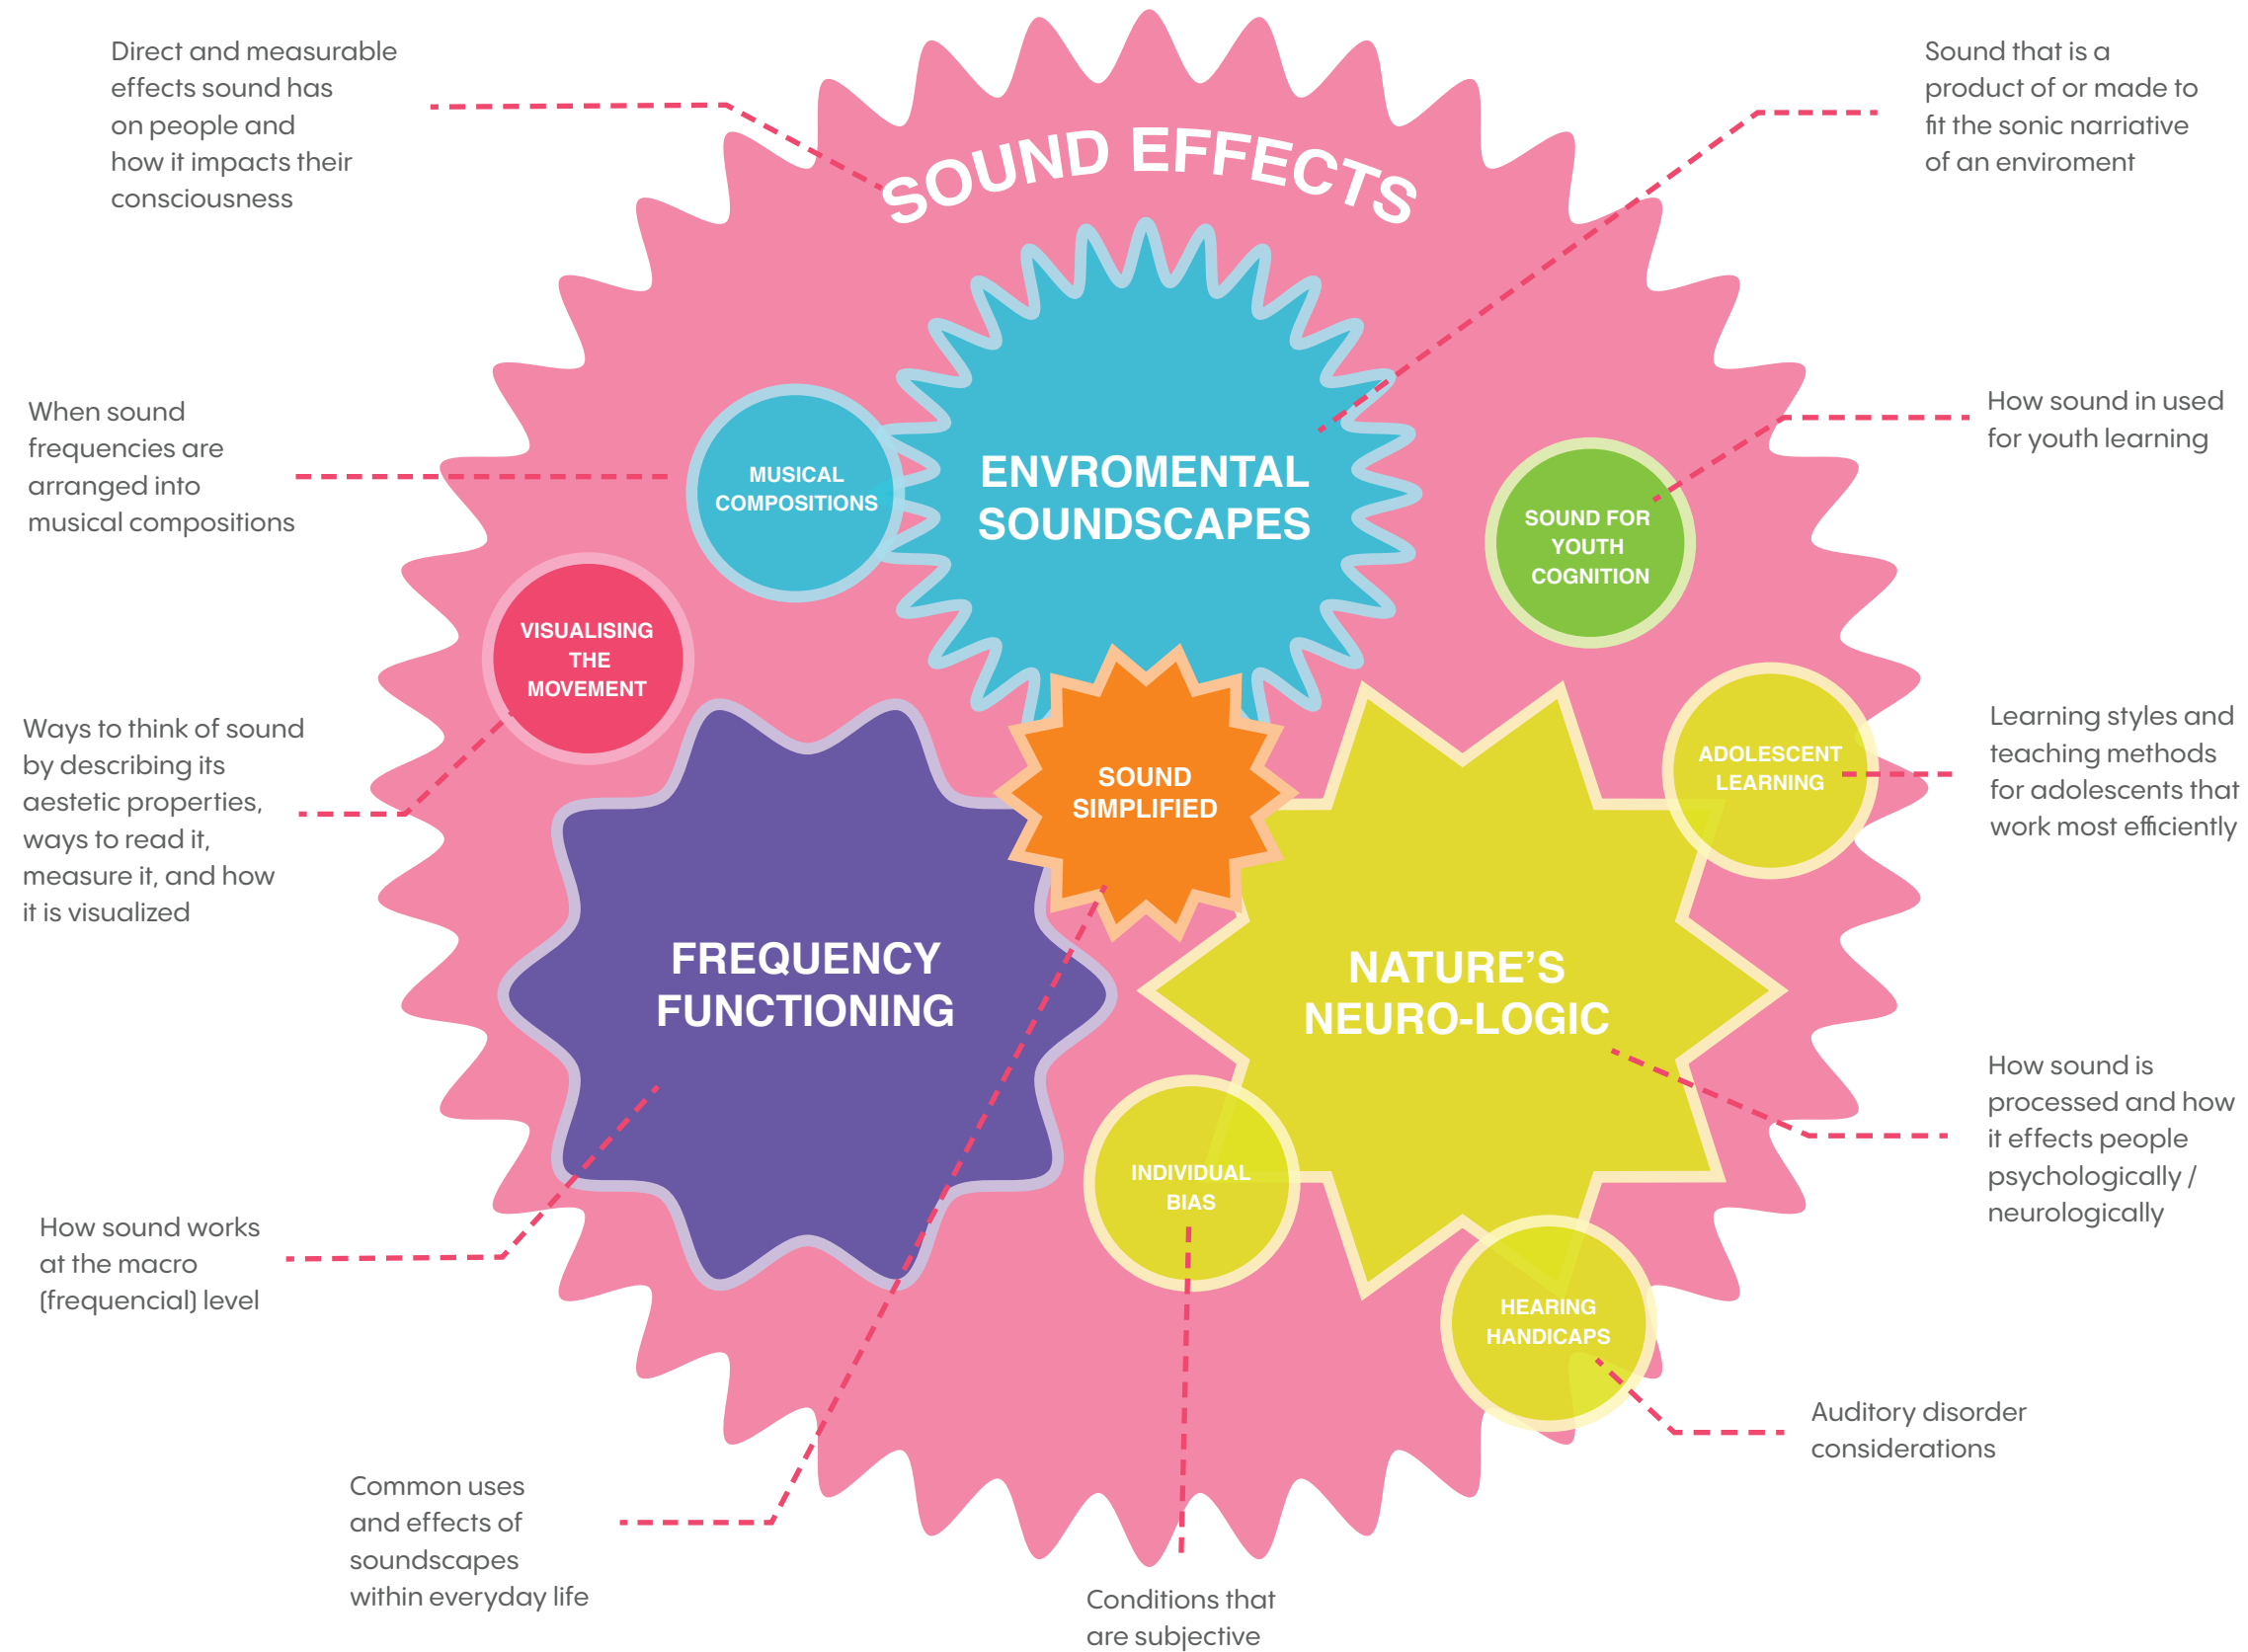 Direct and measurable
effects sound has
on people and
how it impacts their
consciousness
SOUND EFFECTS
Sound that is a
product of or made to
fit the sonic narriative
of an enviroment
When sound
frequencies are
arranged into
musical compositions
MUSICAL
COMPOSITIONS
ENVROMENTAL
SOUNDSCAPES
How sound in used
for youth learning
SOUND FOR
YOUTH
COGNITION
VISUALISING
THE
MOVEMENT
Ways to think of sound
by describing its
aestetic properties,
ways to read it,
measure it, and how
it is visualized
SOUND
SIMPLIFIED
ADOLESCENT
LEARNING
Learning styles and
teaching methods
for adolescents that
work most efficiently
FREQUENCY
FUNCTIONING
NATURE’S
NEURO-LOGIC
How sound is
processed and how
it effects people
psychologically /
neurologically
INDIVIDUAL
BIAS
How sound works
at the macro
(frequencial) level
HEARING
HANDICAPS
Auditory disorder
considerations
Common uses
and effects of
soundscapes
within everyday life
Conditions that
are subjective